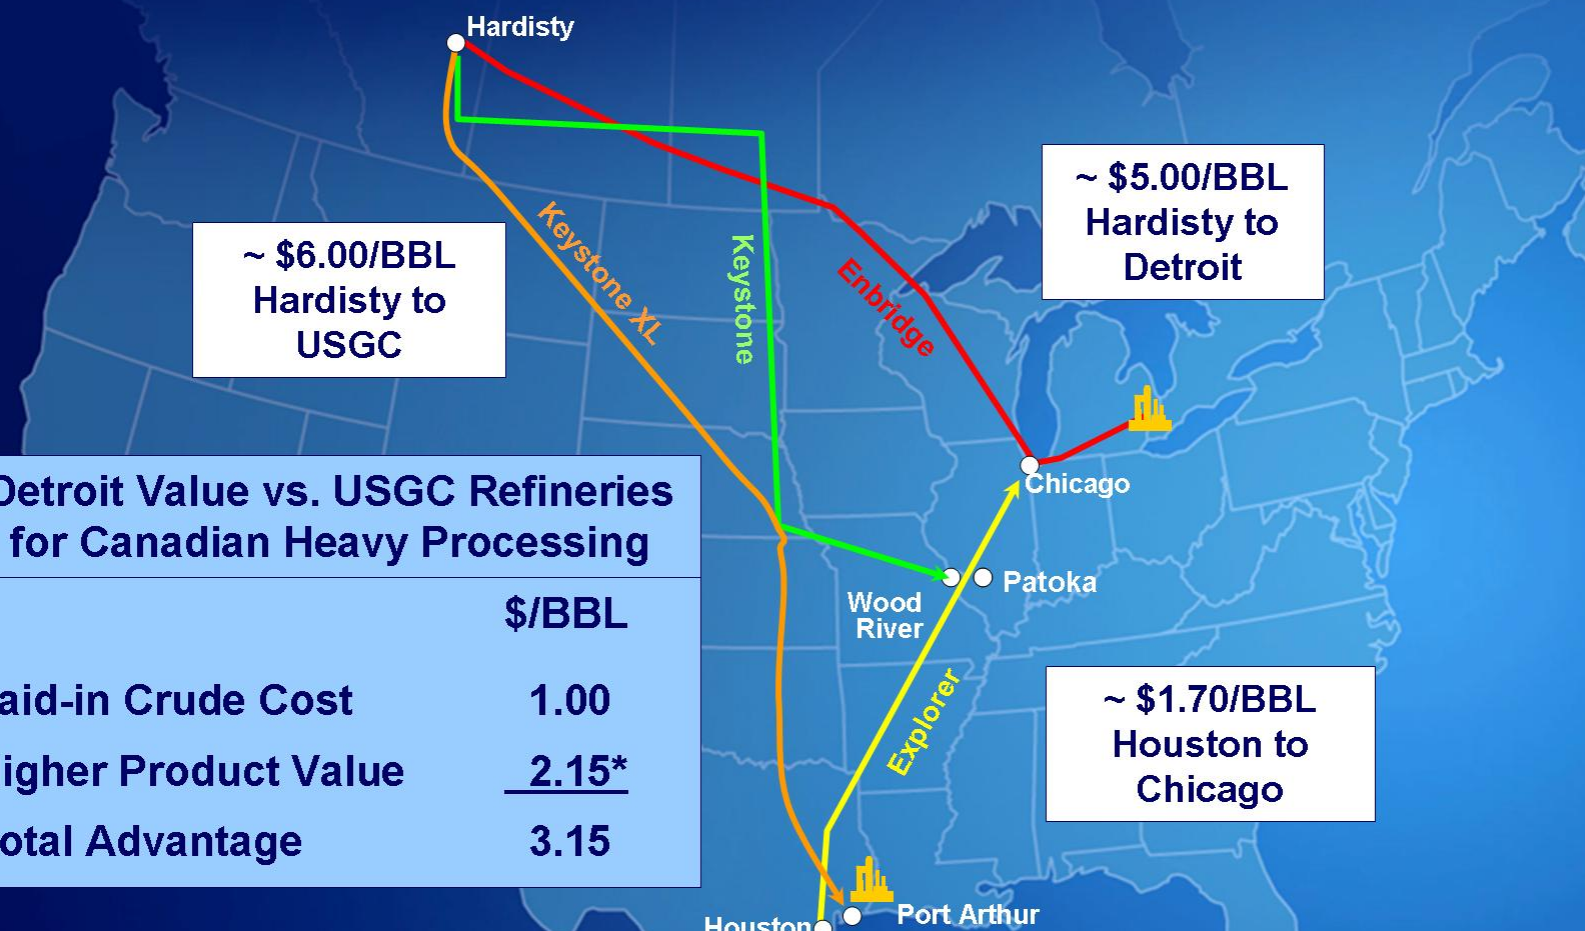 Hardisty
~ $5.00/BBL
Hardisty to
Detroit
~ $6.00/BBL
Hardisty to
USGC
Keystone XL
Keystone
Enbridge
Chicago
Detroit Value vs. USGC Refineries
for Canadian Heavy Processing
$/BBL
aid-in Crude Cost 1.00
igher Product Value 2.15*
otal Advantage 3.15
Wood
River
Patoka
Explorer
~ $1.70/BBL
Houston to
Chicago
Port Arthur
Houston